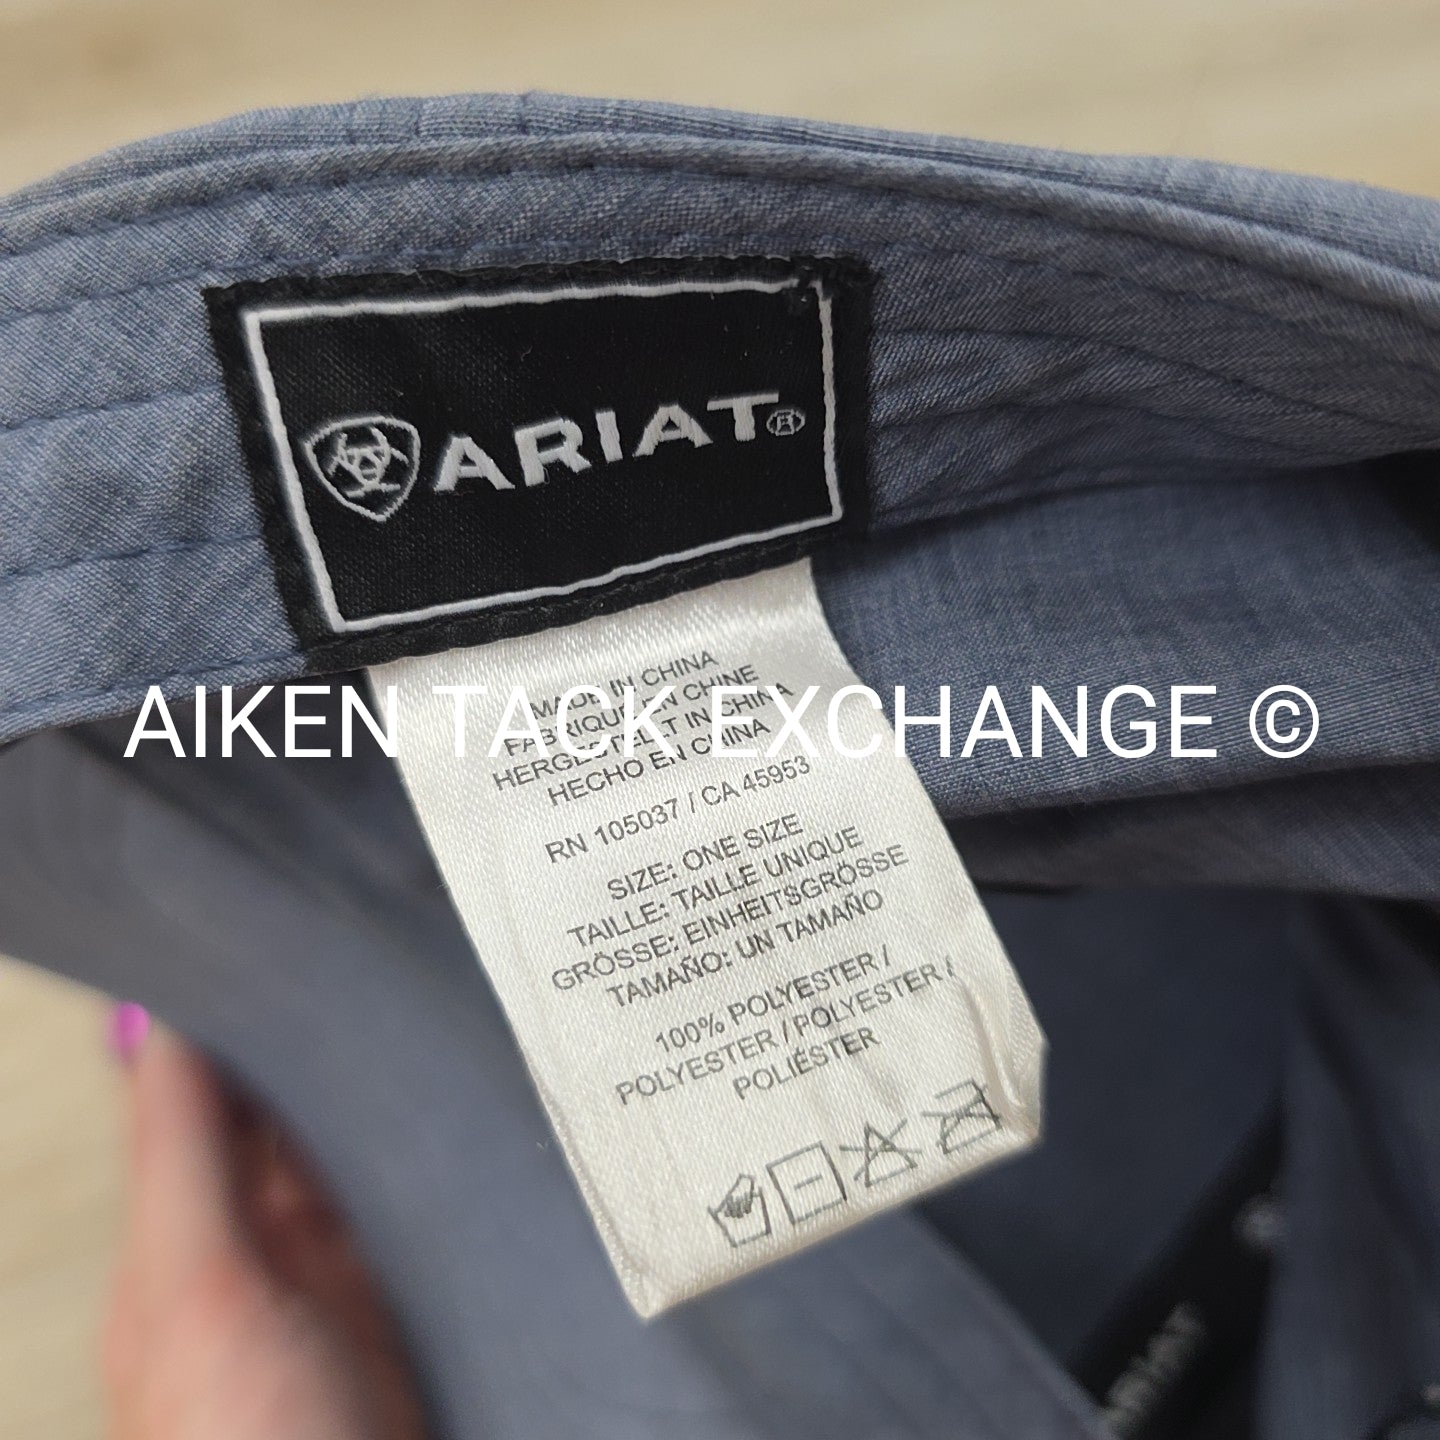 ARIAT®
MADE IN CHINA
FABRIQUÉ EN CHINE
HERGESTELLT IN CHINA
HECHO EN CHINA
AIKEN TACK EXCHANGE ©
RN 105037 / CA 45953
SIZE: ONE SIZE
TAILLE: TAILLE UNIQUE
GRÖSSE: EINHEITSGRÖSSE
TAMAÑO: UN TAMAÑO
100% POLYESTER /
POLYESTER / POLYESTER /
POLIÉSTER
ARIAT